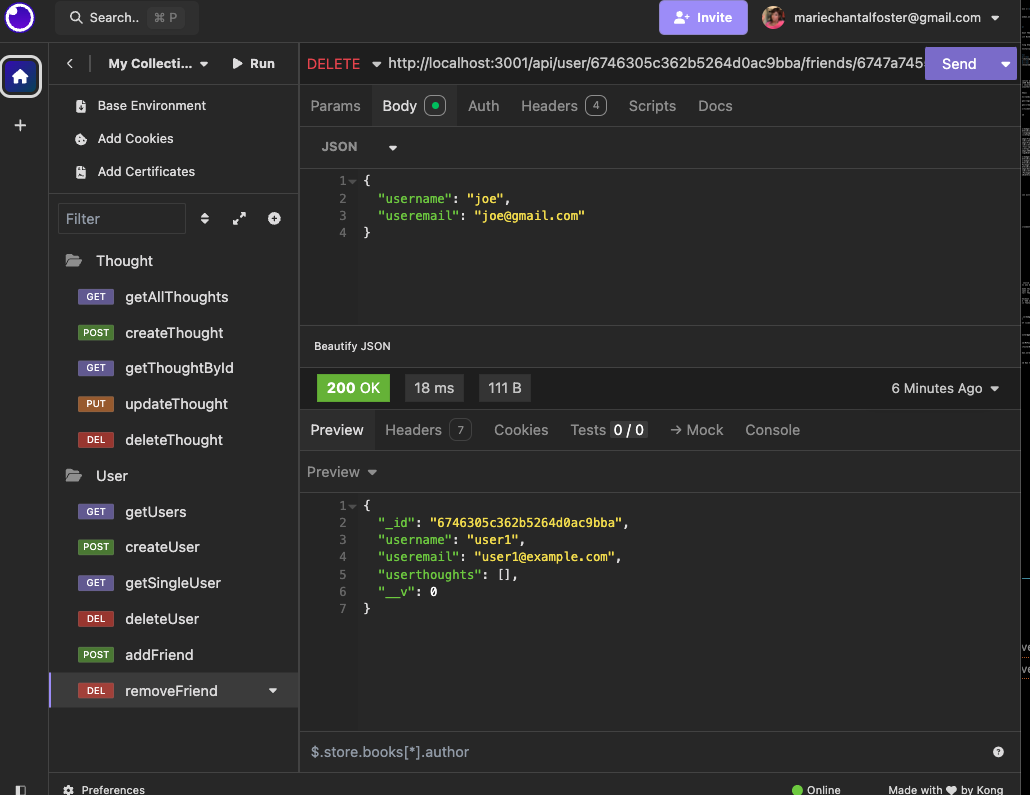 Search.. ⌘ P
Invite
mariechantalfoster@gmail.com
My Collecti...
Run
DELETE http://localhost:3001/api/user/6746305c362b5264d0ac9bba/friends/6747a745
Send
Base Environment
Add Cookies
Add Certificates
Filter
Thought
GET getAllThoughts
POST createThought
GET getThoughtById
PUT updateThought
DEL deleteThought
User
GET getUsers
POST createUser
GET getSingleUser
DEL deleteUser
POST addFriend
DEL removeFriend
Params Body Auth Headers 4 Scripts Docs
JSON
1 {
2 "username": "joe",
3 "useremail": "joe@gmail.com"
4 }
Beautify JSON
200 OK 18 ms 111 B 6 Minutes Ago
Preview Headers 7 Cookies Tests 0 / 0 → Mock Console
Preview
1 {
2 "_id": "6746305c362b5264d0ac9bba",
3 "username": "user1",
4 "useremail": "user1@example.com",
5 "userthoughts": [],
6 "__v": 0
7 }
$.store.books[*].author
Preferences
Online
Made with ♥ by Kong